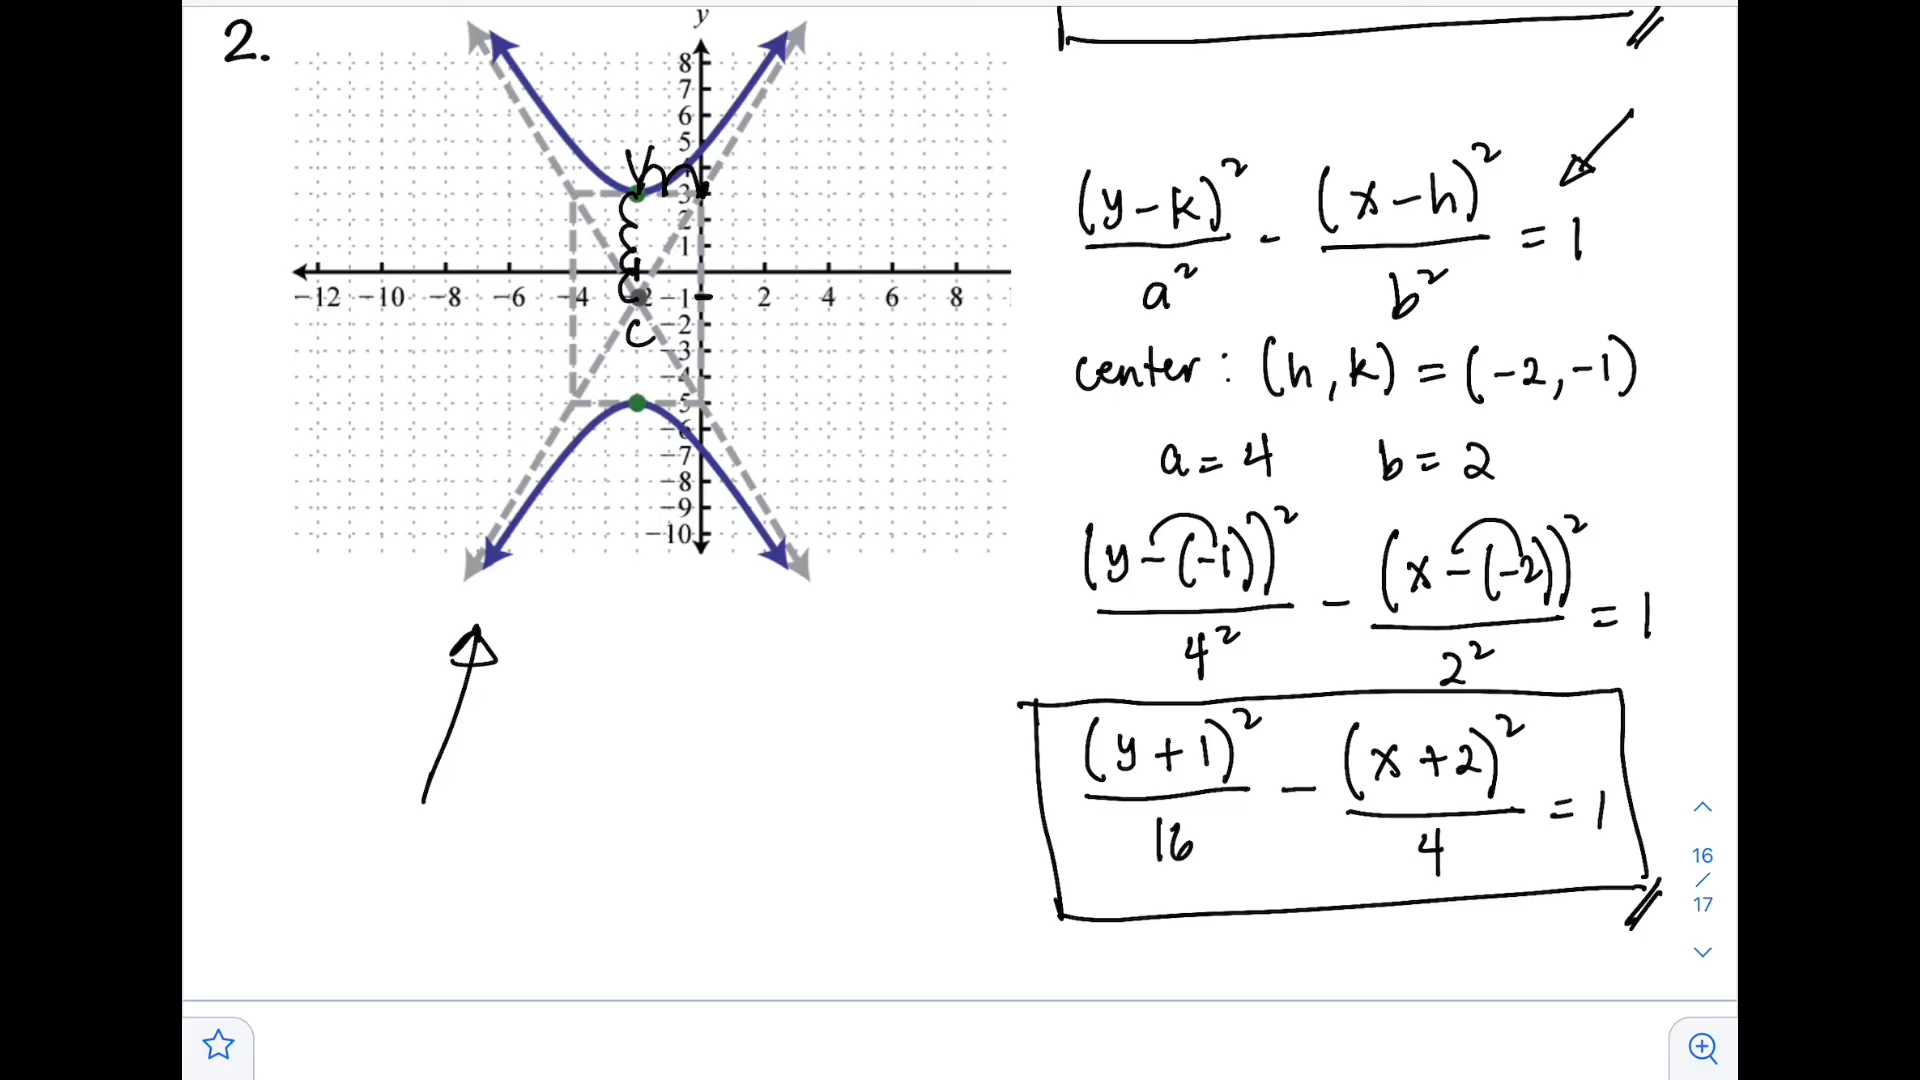 2.
y
8
7
6
5
V
3
2
1
−12 −10 −8 −6 −4 −2 −1 2 4 6 8
C
−2
−3
−4
−5
−6
−7
−8
−9
−10
(y − k)² / a² − (x − h)² / b² = 1
center : (h, k) = (−2, −1)
a = 4 b = 2
(y − (−1))² / 4² − (x − (−2))² / 2² = 1
(y + 1)² / 16 − (x + 2)² / 4 = 1
16
/
17